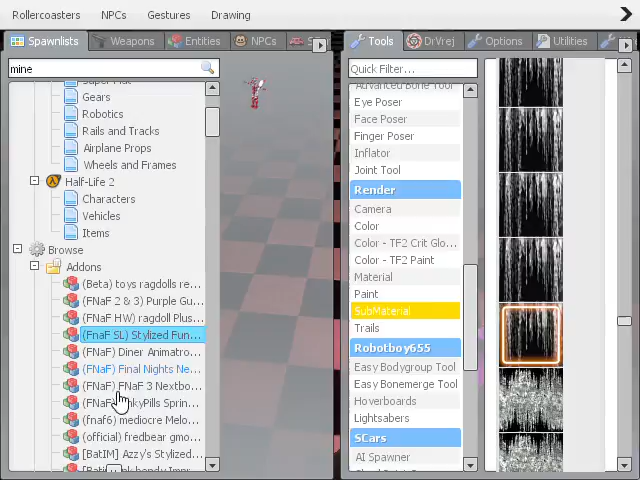 Rollercoasters NPCs Gestures Drawing
Spawnlists Weapons Entities NPCs
Tools DrVrej Options Utilities
mine
Quick Filter...
Gears
Robotics
Rails and Tracks
Airplane Props
Wheels and Frames
Half-Life 2
Characters
Vehicles
Items
Browse
Addons
(Beta) toys ragdolls re...
(FNaF 2 & 3) Purple Gu...
(FNaF HW) ragdoll Plus...
(FnaF SL) Stylized Fun...
(FNaF) Diner Animatro...
(FNaF) Final Nights Ne...
(FNaF) FNaF 3 Nextbo...
(fnaf6) mediocre Melo...
(official) fredbear gmo...
[BatIM] Azzy's Stylized...
Advanced Bone Tool
Eye Poser
Face Poser
Finger Poser
Inflator
Joint Tool
Render
Camera
Color
Color - TF2 Crit Glo...
Color - TF2 Paint
Material
Paint
SubMaterial
Trails
Robotboy655
Easy Bodygroup Tool
Easy Bonemerge Tool
Hoverboards
Lightsabers
SCars
AI Spawner